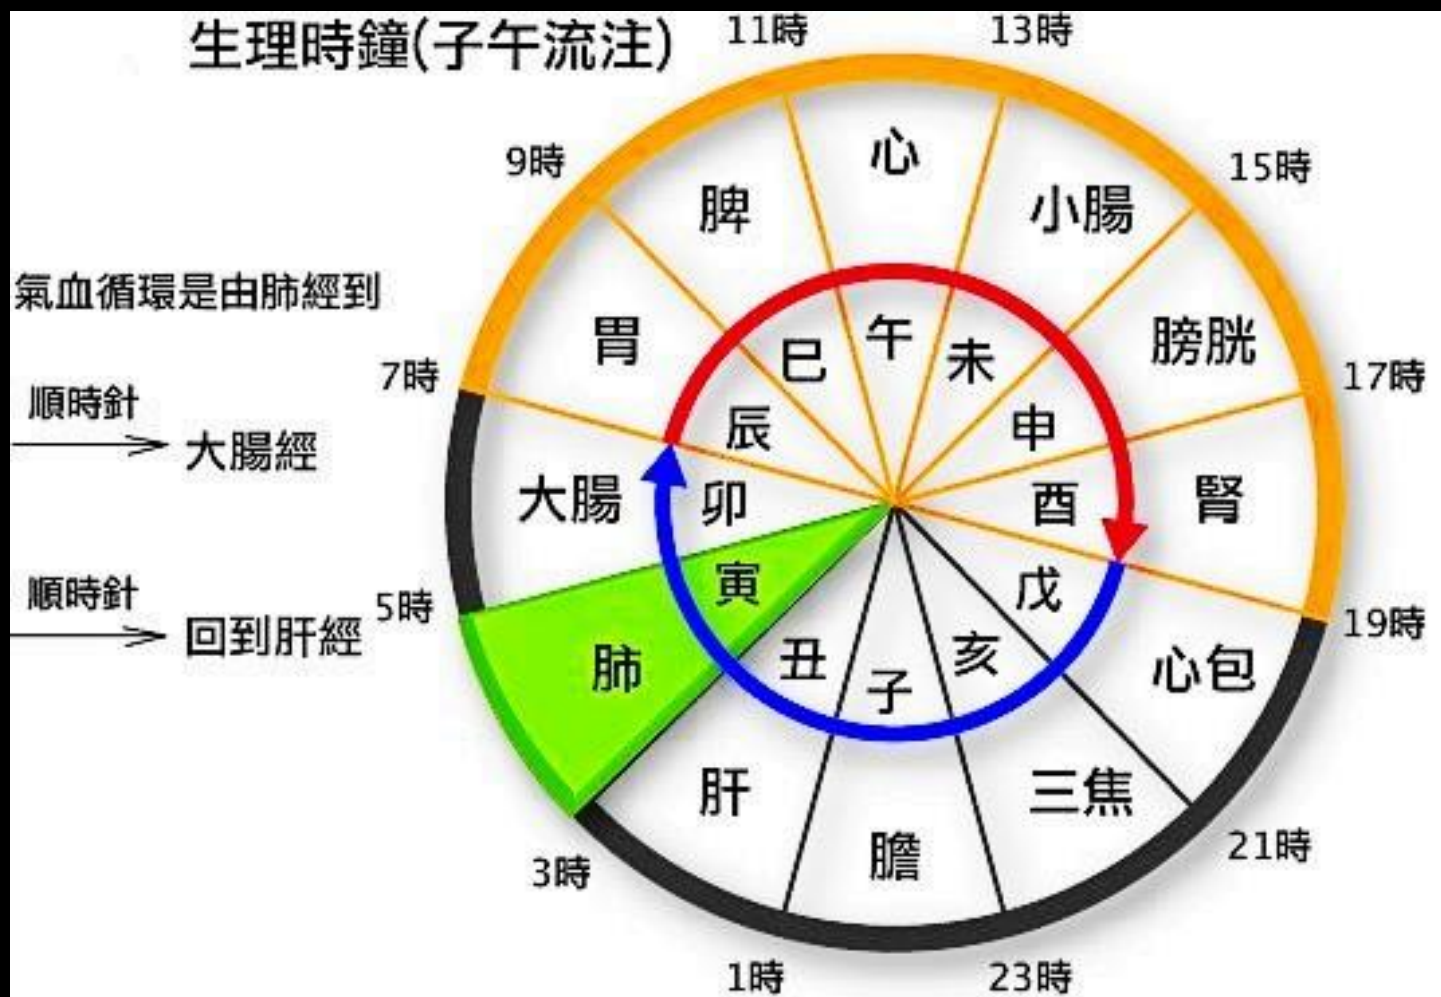 生理時鐘(子午流注)
11時
13時
9時
15時
心
脾
小腸
氣血循環是由肺經到
胃
膀胱
巳
午
未
7時
17時
順時針
辰
申
大腸經
大腸
卯
酉
腎
順時針
5時
寅
戊
19時
回到肝經
肺
丑
子
亥
心包
肝
三焦
膽
3時
21時
1時
23時